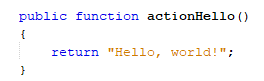 public function actionHello()
{
    return "Hello, world!";
}